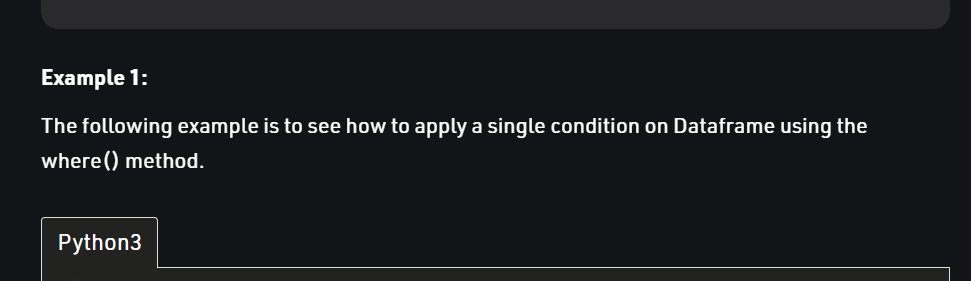 Example 1:
The following example is to see how to apply a single condition on Dataframe using the
where() method.
Python3